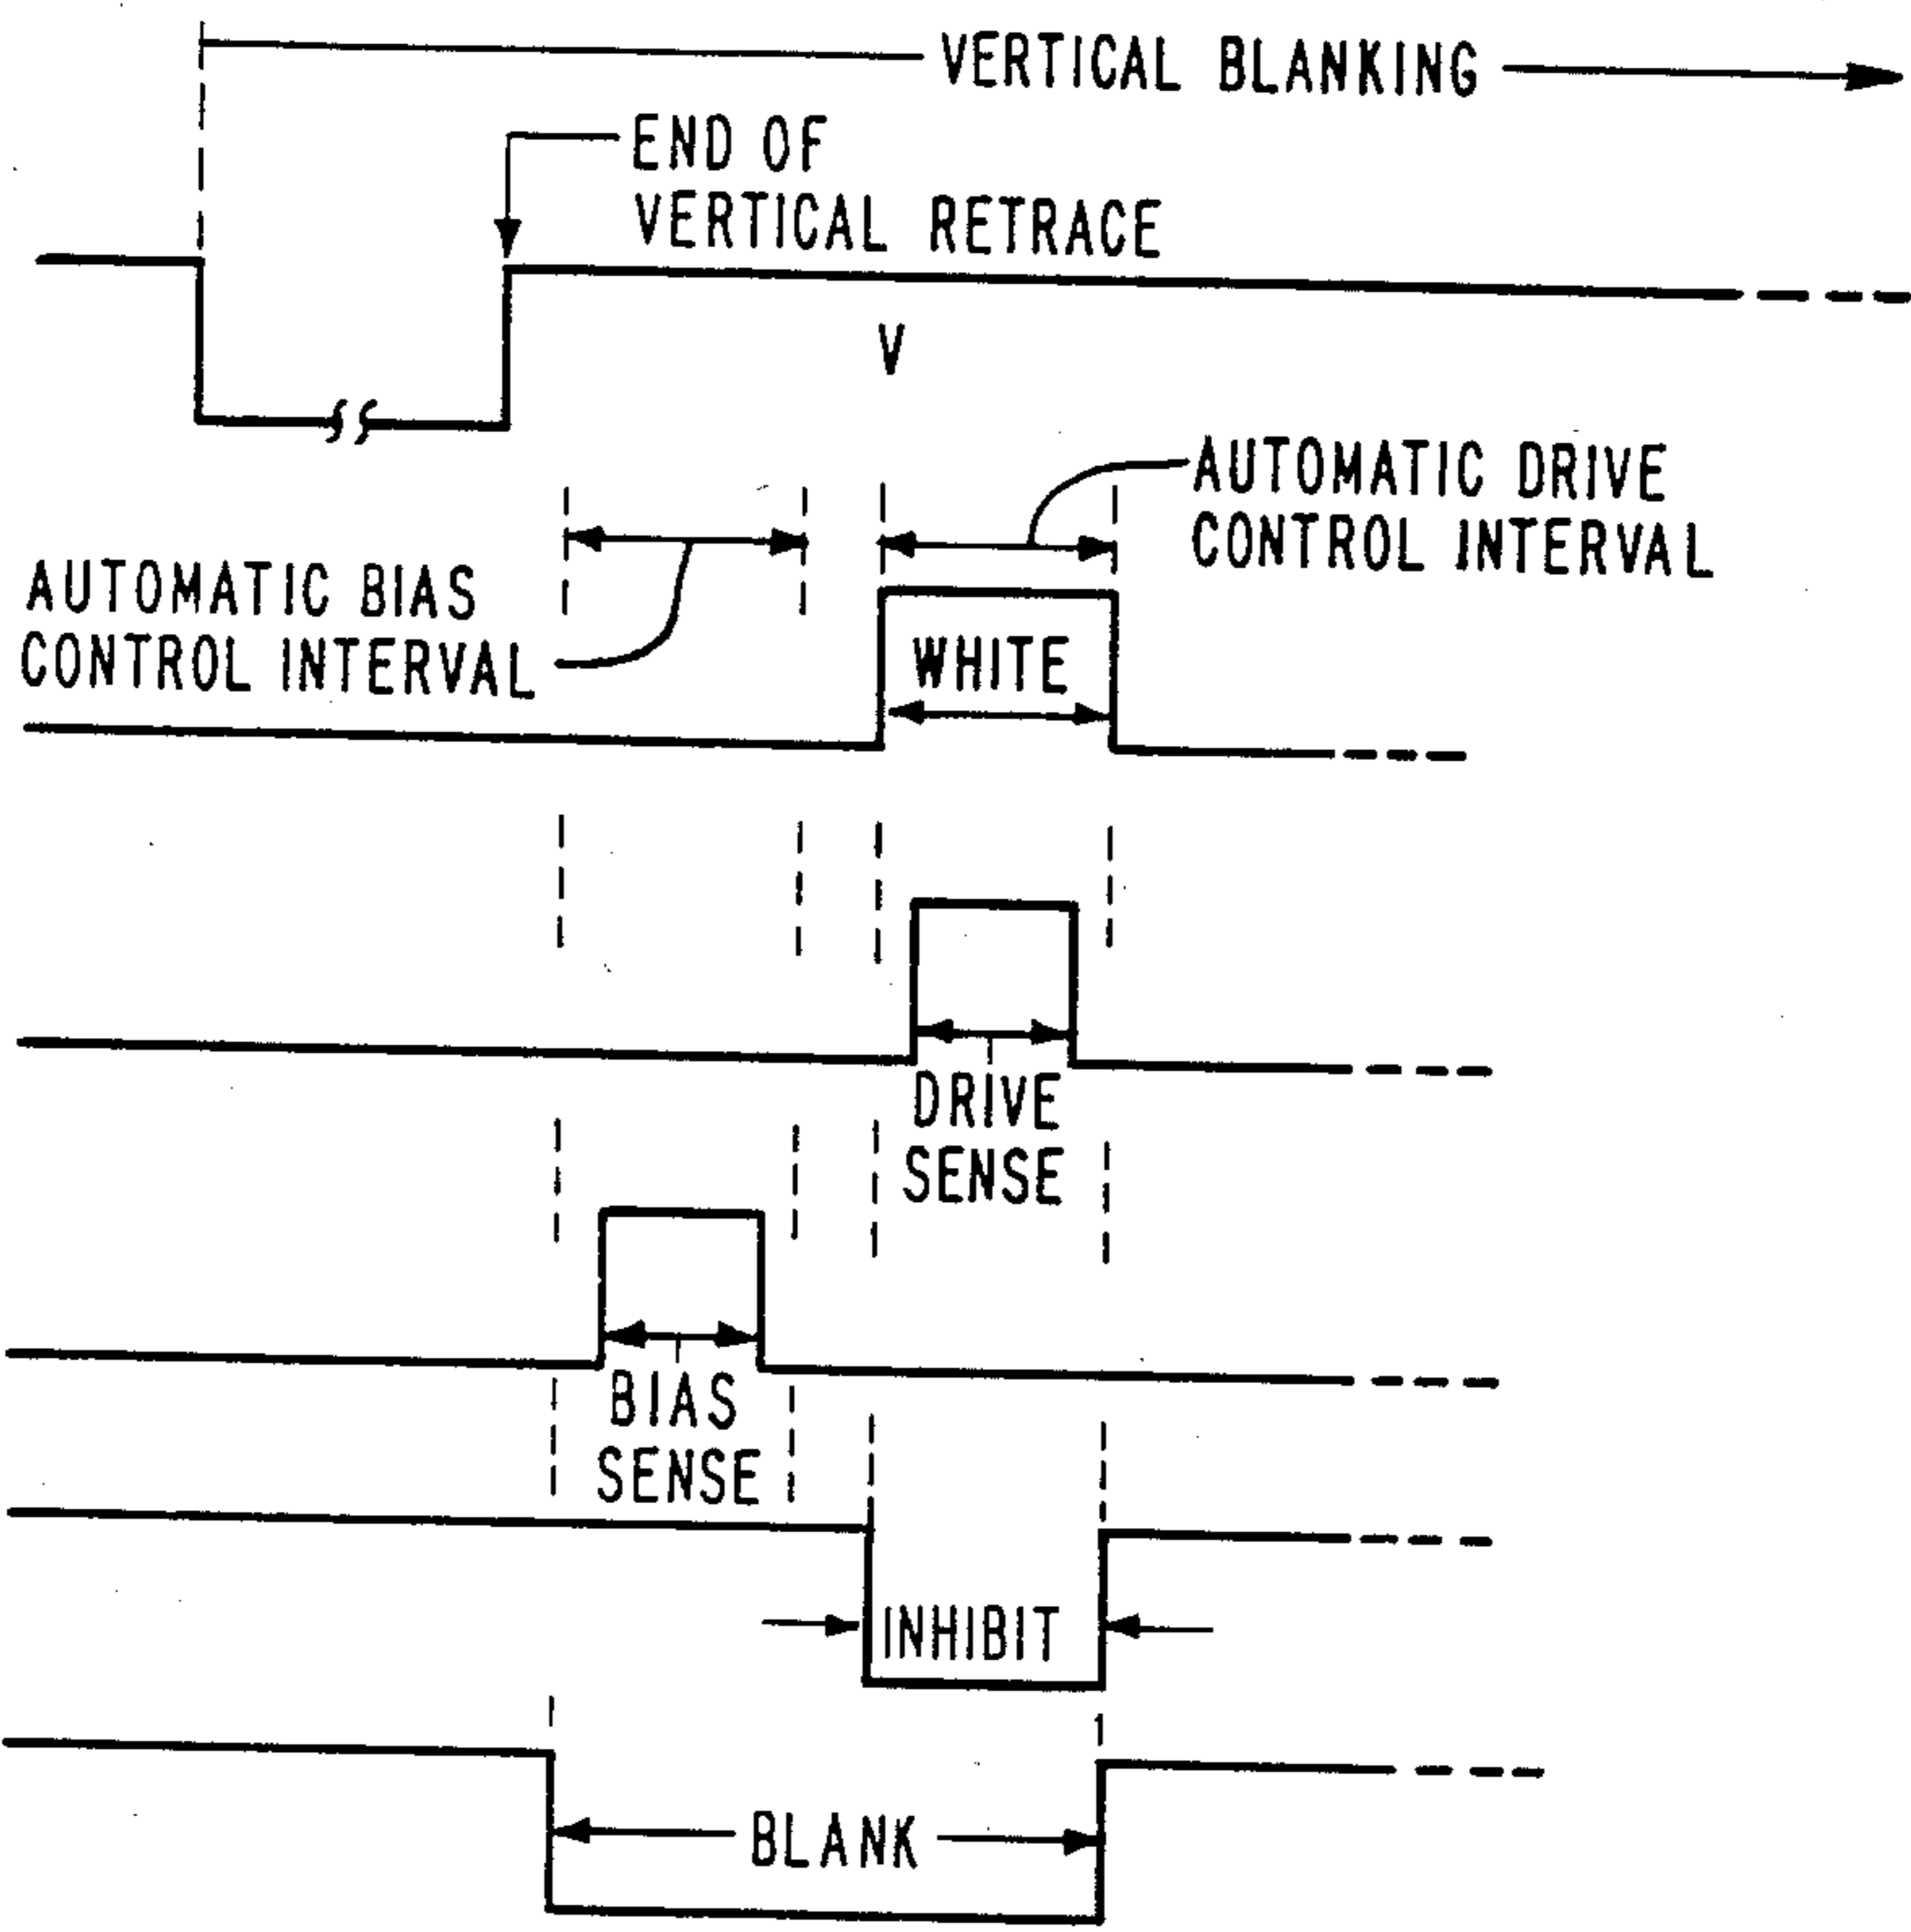 VERTICAL BLANKING
END OF
VERTICAL RETRACE
V
AUTOMATIC DRIVE
CONTROL INTERVAL
AUTOMATIC BIAS
CONTROL INTERVAL
WHITE
DRIVE
SENSE
BIAS
SENSE
INHIBIT
BLANK